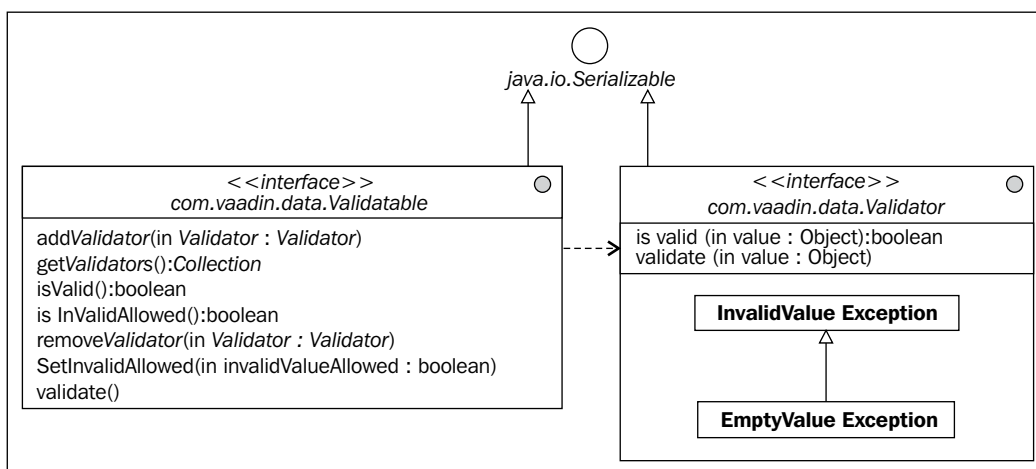 java.io.Serializable
<<interface>>
com.vaadin.data.Validatable
addValidator(in Validator : Validator)
getValidators():Collection
isValid():boolean
is InValidAllowed():boolean
removeValidator(in Validator : Validator)
SetInvalidAllowed(in invalidValueAllowed : boolean)
validate()
<<interface>>
com.vaadin.data.Validator
is valid (in value : Object):boolean
validate (in value : Object)
InvalidValue Exception
EmptyValue Exception